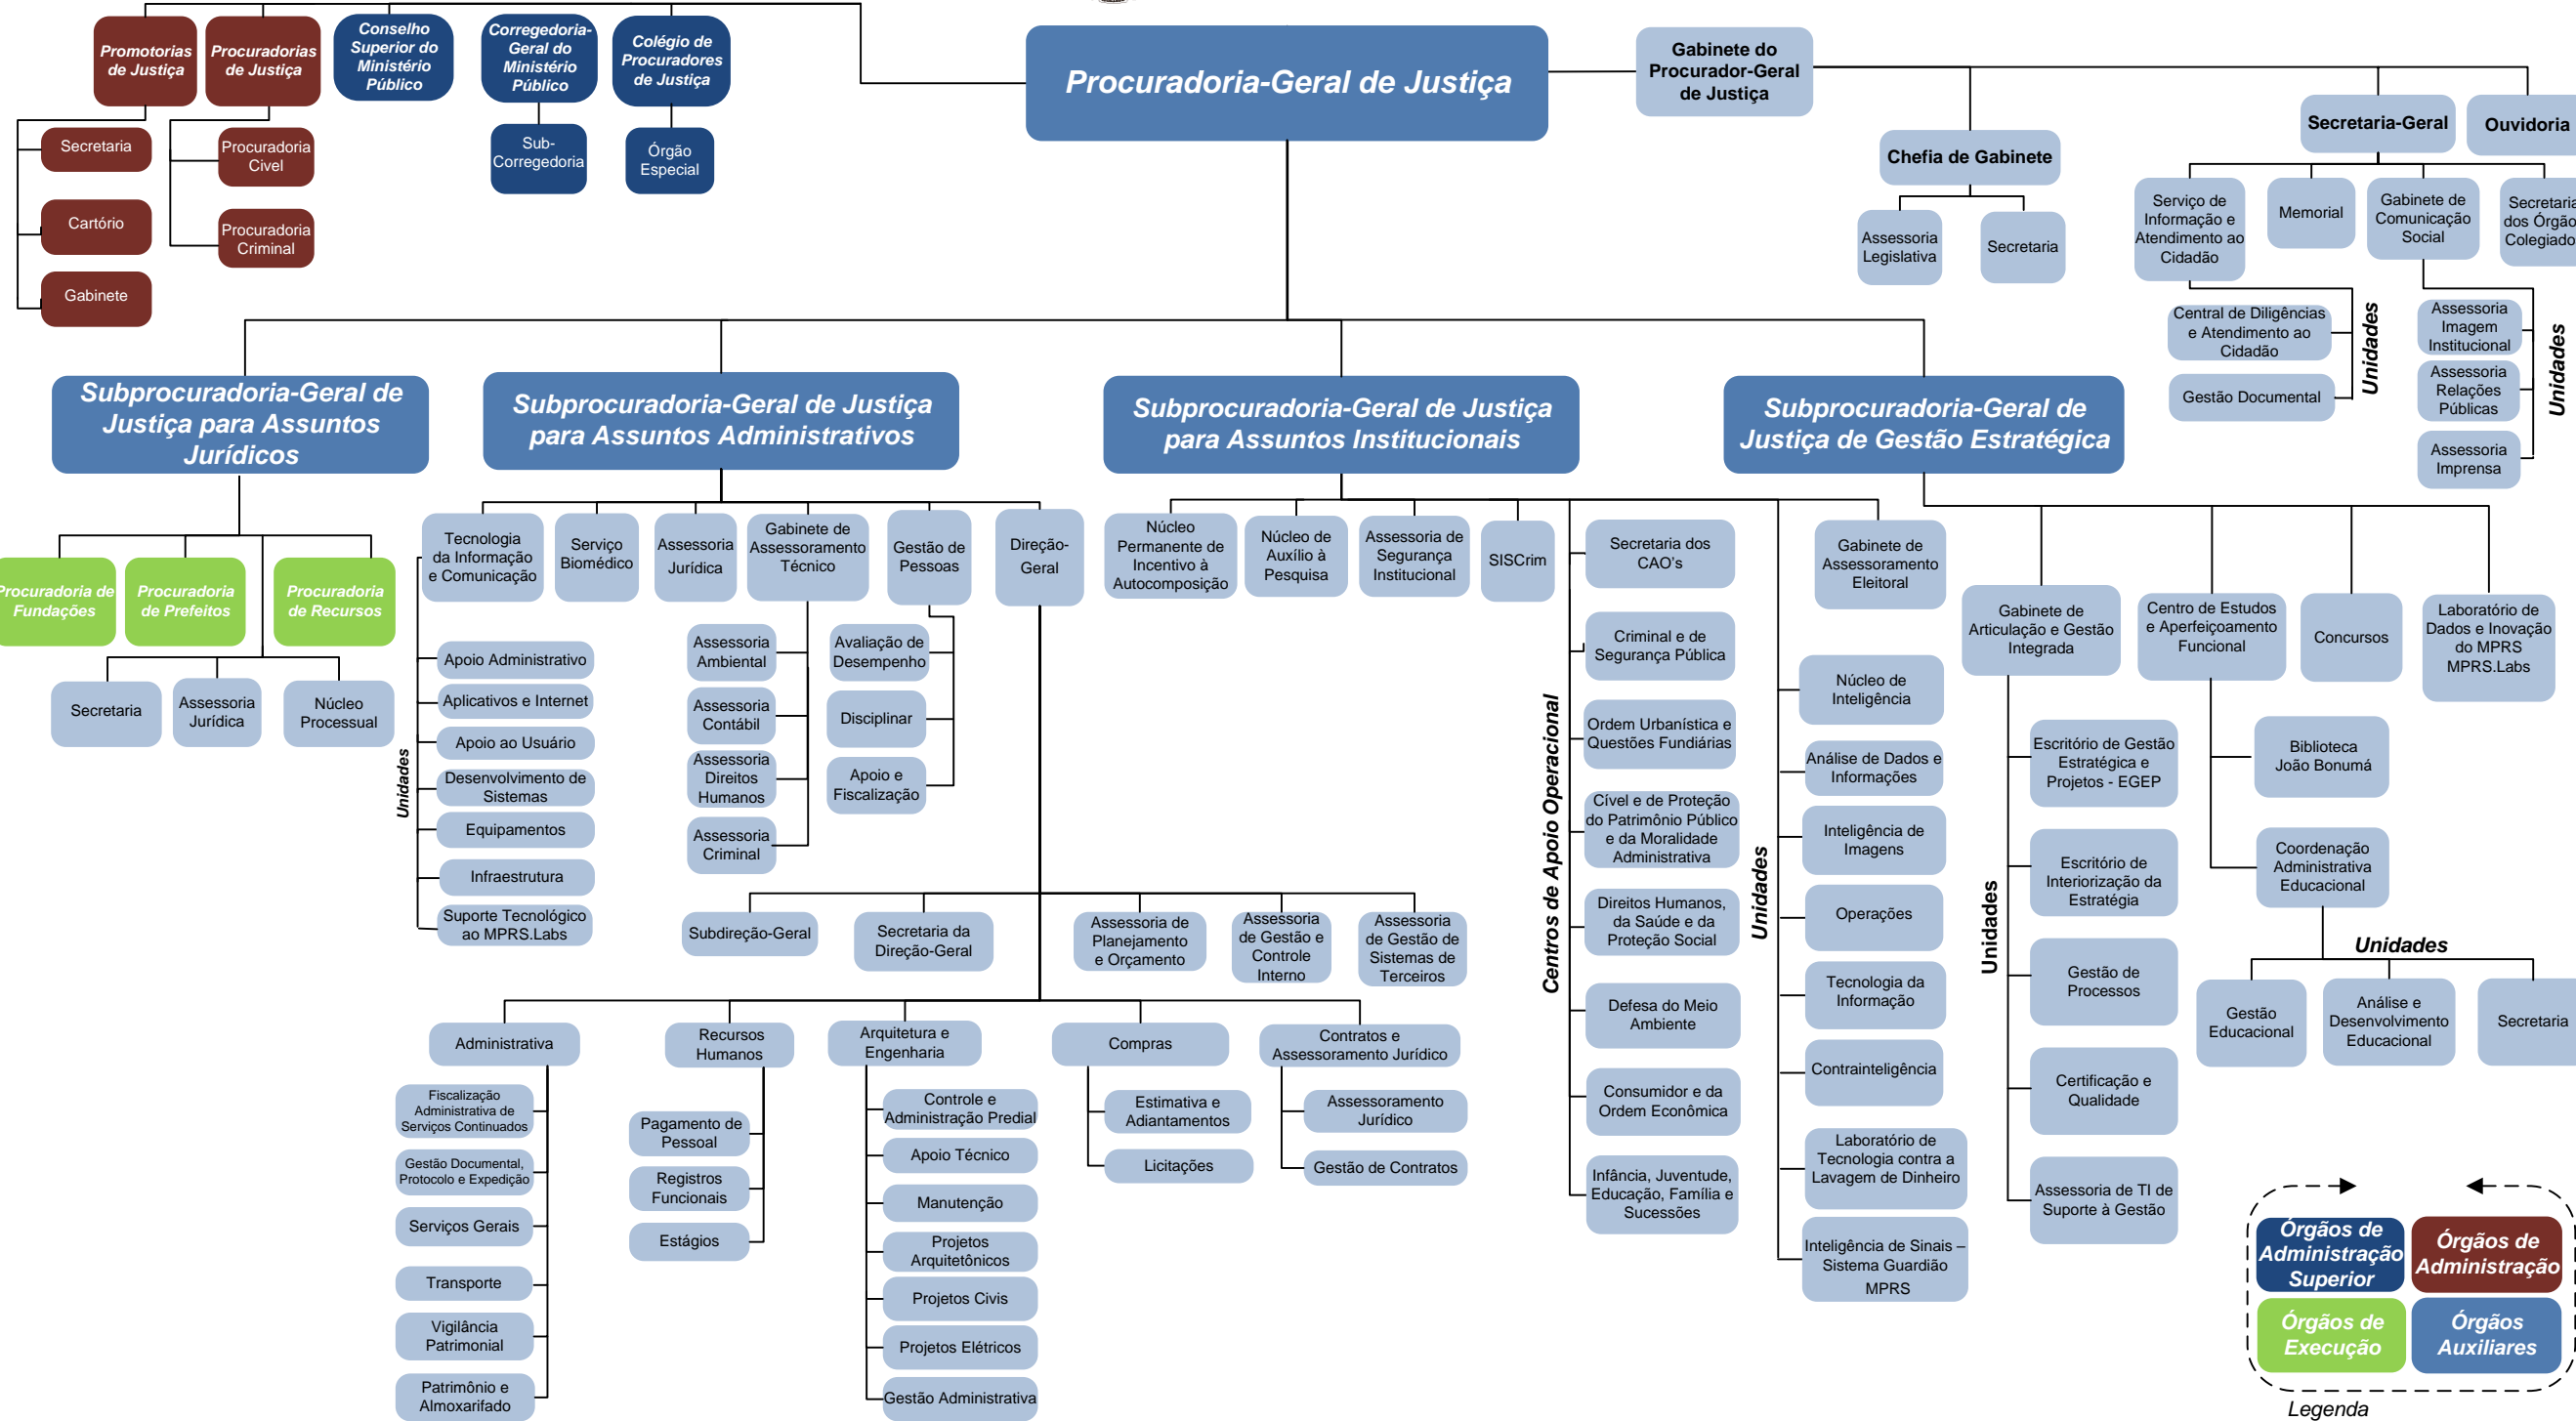 Promotorias
de Justiça
Procuradorias
de Justiça
Conselho
Superior do
Ministério
Público
Corregedoria-
Geral do
Ministério
Público
Colégio de
Procuradores
de Justiça
Procuradoria-Geral de Justiça
Gabinete do
Procurador-Geral
de Justiça
Secretaria-Geral
Ouvidoria
Chefia de Gabinete
Secretaria
Cartório
Gabinete
Procuradoria
Civel
Procuradoria
Criminal
Sub-
Corregedoria
Órgão
Especial
Assessoria
Legislativa
Secretaria
Serviço de
Informação e
Atendimento ao
Cidadão
Memorial
Gabinete de
Comunicação
Social
Secretaria
dos Órgão
Colegiado
Central de Diligências
e Atendimento ao
Cidadão
Gestão Documental
Unidades
Assessoria
Imagem
Institucional
Assessoria
Relações
Públicas
Assessoria
Imprensa
Unidades
Subprocuradoria-Geral de
Justiça para Assuntos
Jurídicos
Subprocuradoria-Geral de Justiça
para Assuntos Administrativos
Subprocuradoria-Geral de Justiça
para Assuntos Institucionais
Subprocuradoria-Geral de
Justiça de Gestão Estratégica
Procuradoria de
Fundações
Procuradoria
de Prefeitos
Procuradoria
de Recursos
Secretaria
Assessoria
Jurídica
Núcleo
Processual
Tecnologia
da Informação
e Comunicação
Serviço
Biomédico
Assessoria
Jurídica
Gabinete de
Assessoramento
Técnico
Gestão de
Pessoas
Direção-
Geral
Unidades
Apoio Administrativo
Aplicativos e Internet
Apoio ao Usuário
Desenvolvimento de
Sistemas
Equipamentos
Infraestrutura
Suporte Tecnológico
ao MPRS.Labs
Assessoria
Ambiental
Assessoria
Contábil
Assessoria
Direitos
Humanos
Assessoria
Criminal
Avaliação de
Desempenho
Disciplinar
Apoio e
Fiscalização
Subdireção-Geral
Secretaria da
Direção-Geral
Assessoria de
Planejamento
e Orçamento
Assessoria
de Gestão e
Controle
Interno
Assessoria
de Gestão de
Sistemas de
Terceiros
Administrativa
Recursos
Humanos
Arquitetura e
Engenharia
Compras
Contratos e
Assessoramento Jurídico
Fiscalização
Administrativa de
Serviços Continuados
Gestão Documental,
Protocolo e Expedição
Serviços Gerais
Transporte
Vigilância
Patrimonial
Patrimônio e
Almoxarifado
Pagamento de
Pessoal
Registros
Funcionais
Estágios
Controle e
Administração Predial
Apoio Técnico
Manutenção
Projetos
Arquitetônicos
Projetos Civis
Projetos Elétricos
Gestão Administrativa
Estimativa e
Adiantamentos
Licitações
Assessoramento
Jurídico
Gestão de Contratos
Núcleo
Permanente de
Incentivo à
Autocomposição
Núcleo de
Auxílio à
Pesquisa
Assessoria de
Segurança
Institucional
SISCrim
Centros de Apoio Operacional
Secretaria dos
CAO's
Criminal e de
Segurança Pública
Ordem Urbanística e
Questões Fundiárias
Cível e de Proteção
do Patrimônio Público
e da Moralidade
Administrativa
Direitos Humanos,
da Saúde e da
Proteção Social
Defesa do Meio
Ambiente
Consumidor e da
Ordem Econômica
Infância, Juventude,
Educação, Família e
Sucessões
Gabinete de
Assessoramento
Eleitoral
Unidades
Núcleo de
Inteligência
Análise de Dados e
Informações
Inteligência de
Imagens
Operações
Tecnologia da
Informação
Contrainteligência
Laboratório de
Tecnologia contra a
Lavagem de Dinheiro
Inteligência de Sinais –
Sistema Guardião
MPRS
Gabinete de
Articulação e Gestão
Integrada
Centro de Estudos
e Aperfeiçoamento
Funcional
Concursos
Laboratório de
Dados e Inovação
do MPRS
MPRS.Labs
Unidades
Escritório de Gestão
Estratégica e
Projetos - EGEP
Escritório de
Interiorização da
Estratégia
Gestão de
Processos
Certificação e
Qualidade
Assessoria de TI de
Suporte à Gestão
Biblioteca
João Bonumá
Coordenação
Administrativa
Educacional
Unidades
Gestão
Educacional
Análise e
Desenvolvimento
Educacional
Secretaria
Órgãos de
Administração
Superior
Órgãos de
Administração
Órgãos de
Execução
Órgãos
Auxiliares
Legenda